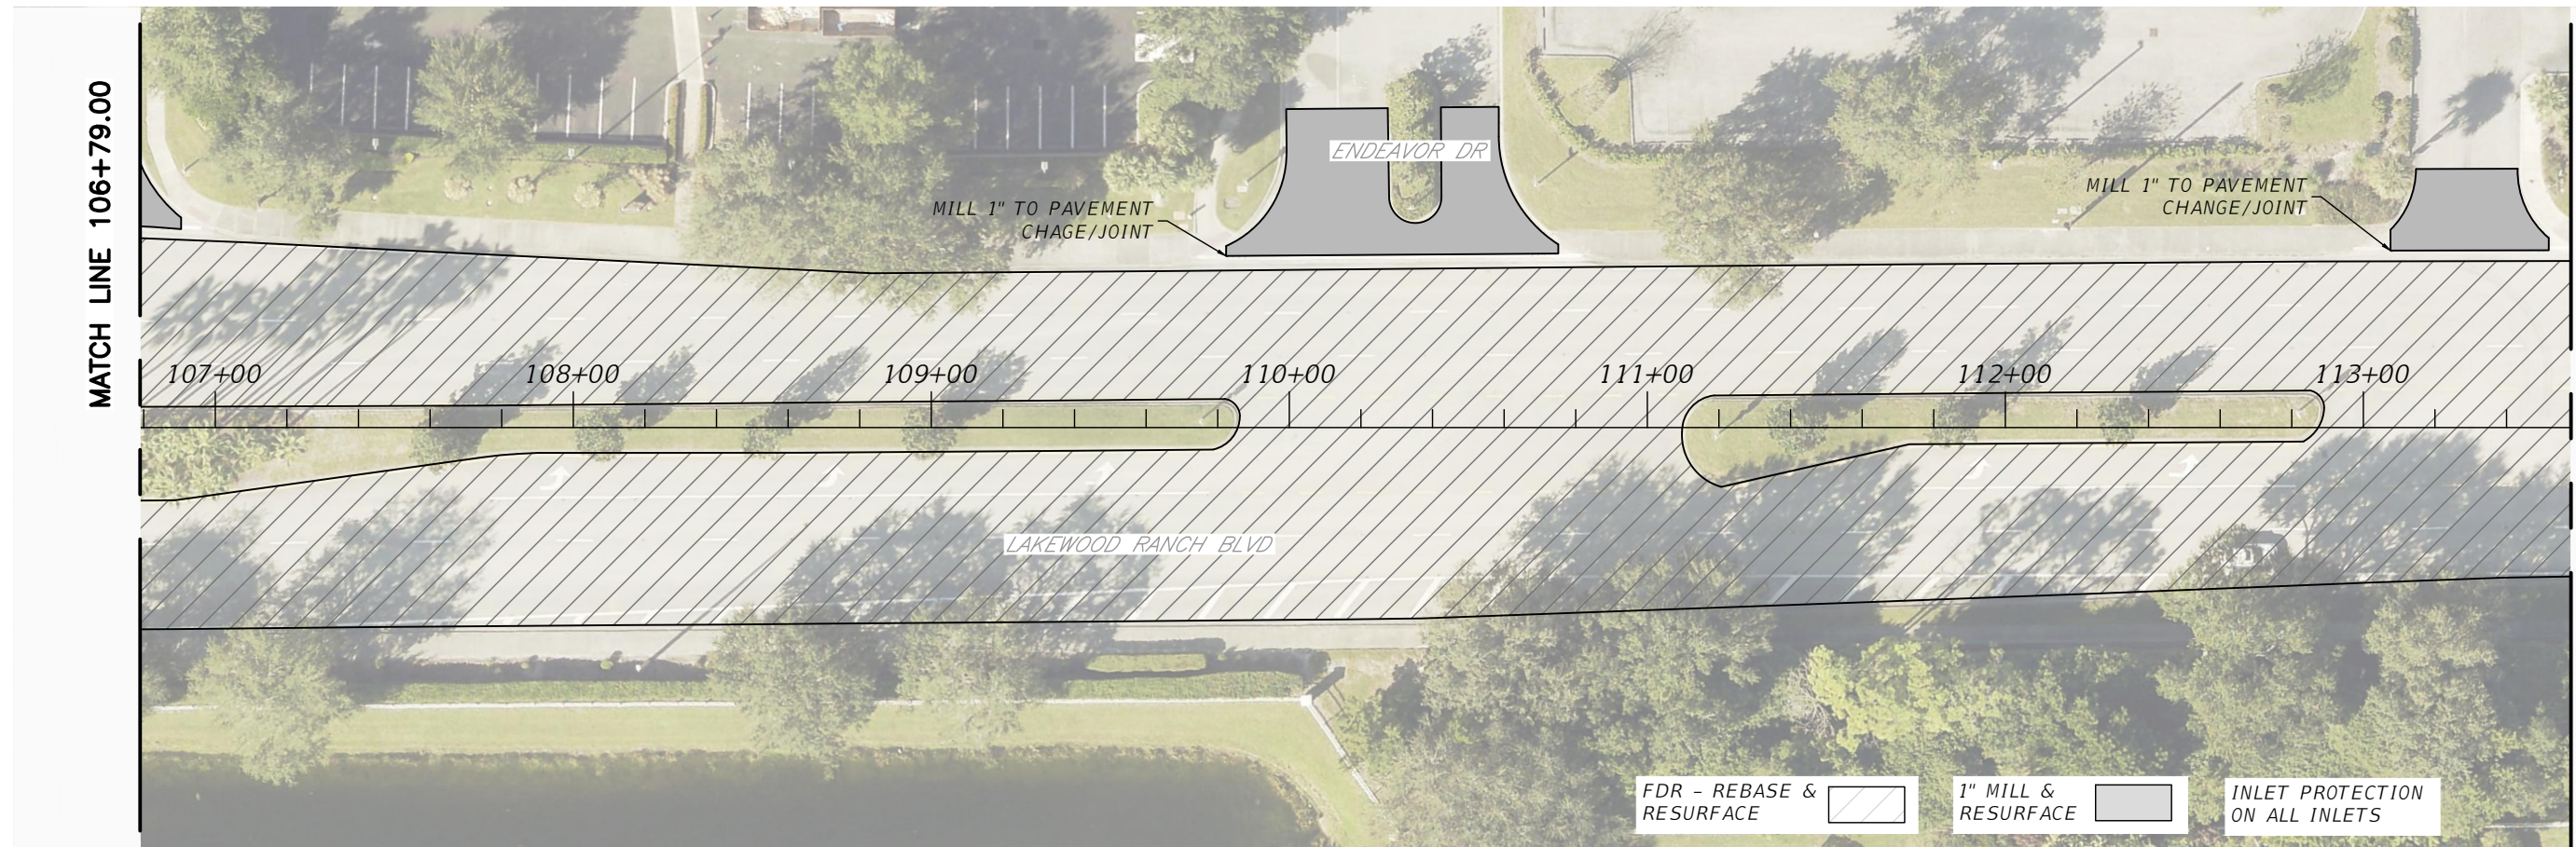 MATCH LINE 106+79.00
ENDEAVOR DR
MILL 1" TO PAVEMENT
CHAGE/JOINT
MILL 1" TO PAVEMENT
CHANGE/JOINT
107+00
108+00
109+00
110+00
111+00
112+00
113+00
LAKEWOOD RANCH BLVD
FDR - REBASE &
RESURFACE
1" MILL &
RESURFACE
INLET PROTECTION
ON ALL INLETS